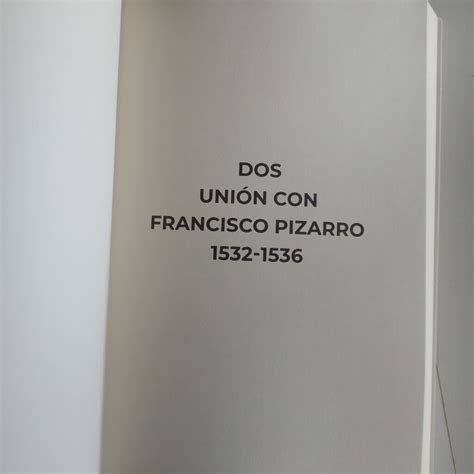 DOS
UNIÓN CON
FRANCISCO PIZARRO
1532-1536